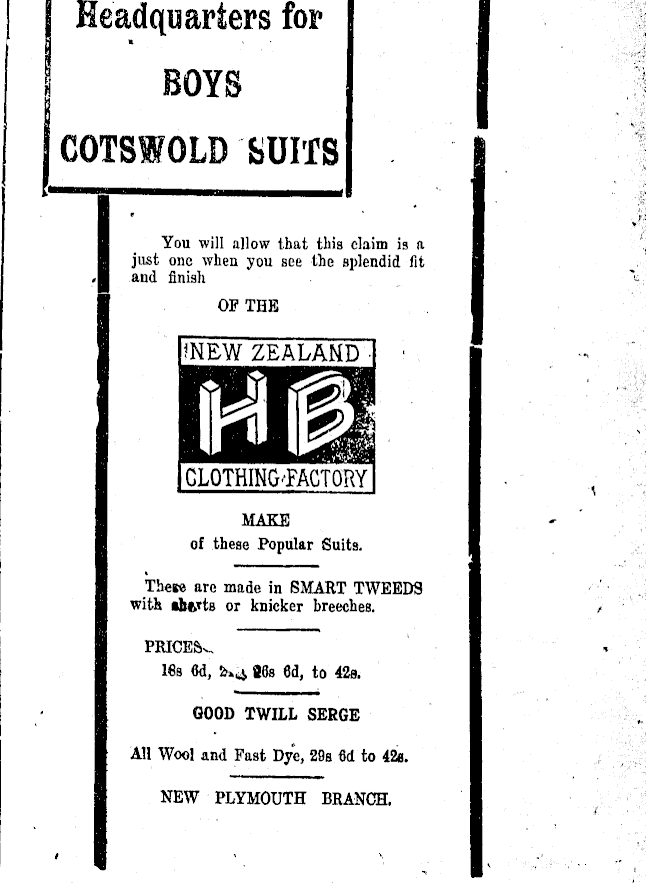 Headquarters for
BOYS
COTSWOLD SUITS
You will allow that this claim is a
just one when you see the splendid fit
and finish
OF THE
NEW ZEALAND
HB
CLOTHING FACTORY
MAKE
of these Popular Suits.
These are made in SMART TWEEDS
with shorts or knicker breeches.
PRICES—
18s 6d, 26s 6d, to 42s.
GOOD TWILL SERGE
All Wool and Fast Dye, 29s 6d to 42s.
NEW PLYMOUTH BRANCH.